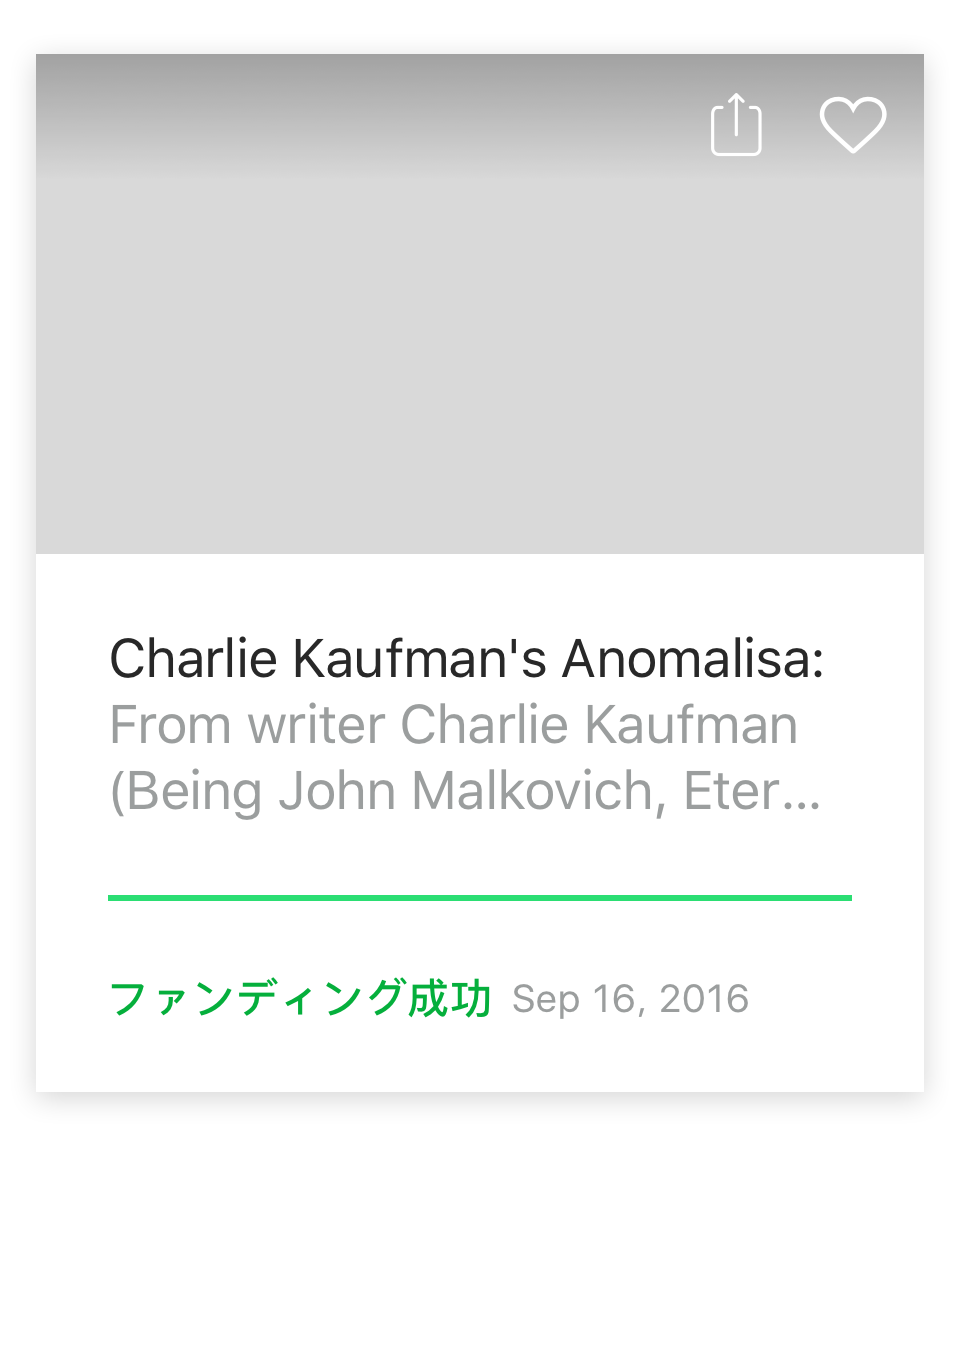 Charlie Kaufman's Anomalisa:
From writer Charlie Kaufman
(Being John Malkovich, Eter...
ファンディング成功 Sep 16, 2016